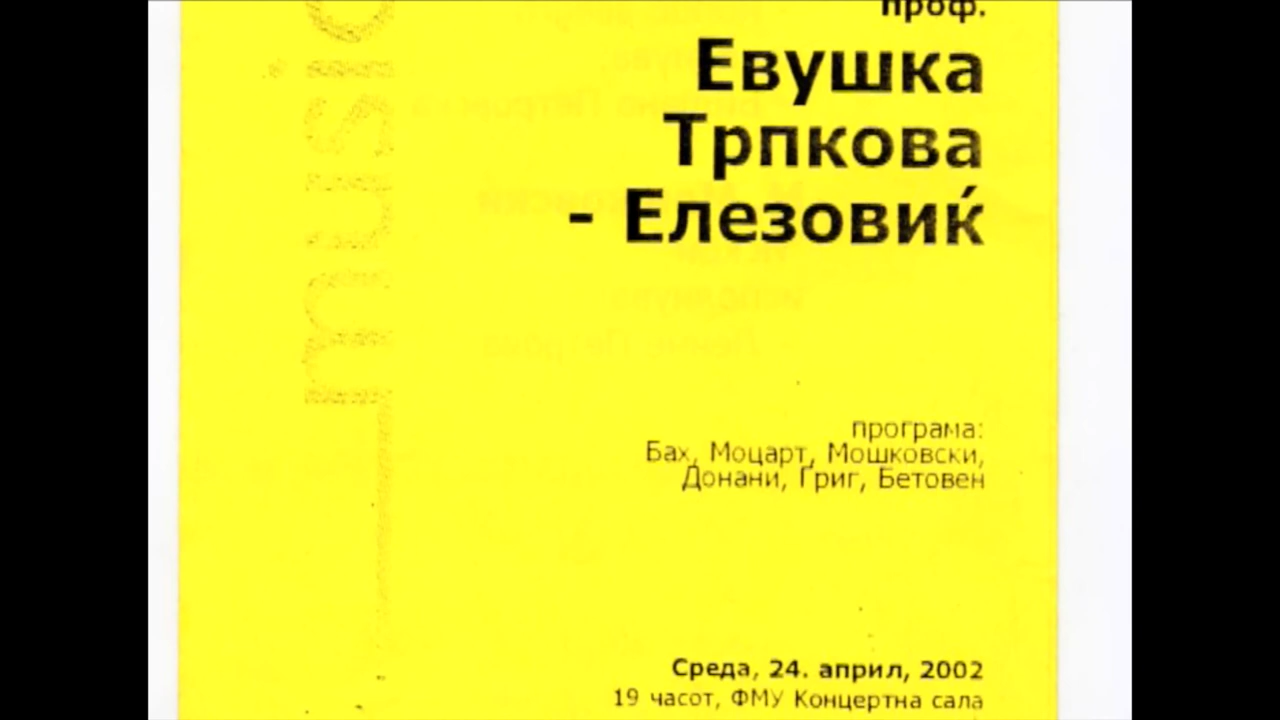 проф.
Евушка
Трпкова
- Елезовиќ
програма:
Бах, Моцарт, Мошковски,
Донани, Григ, Бетовен
Среда, 24. април, 2002
19 часот, ФМУ Концертна сала
music